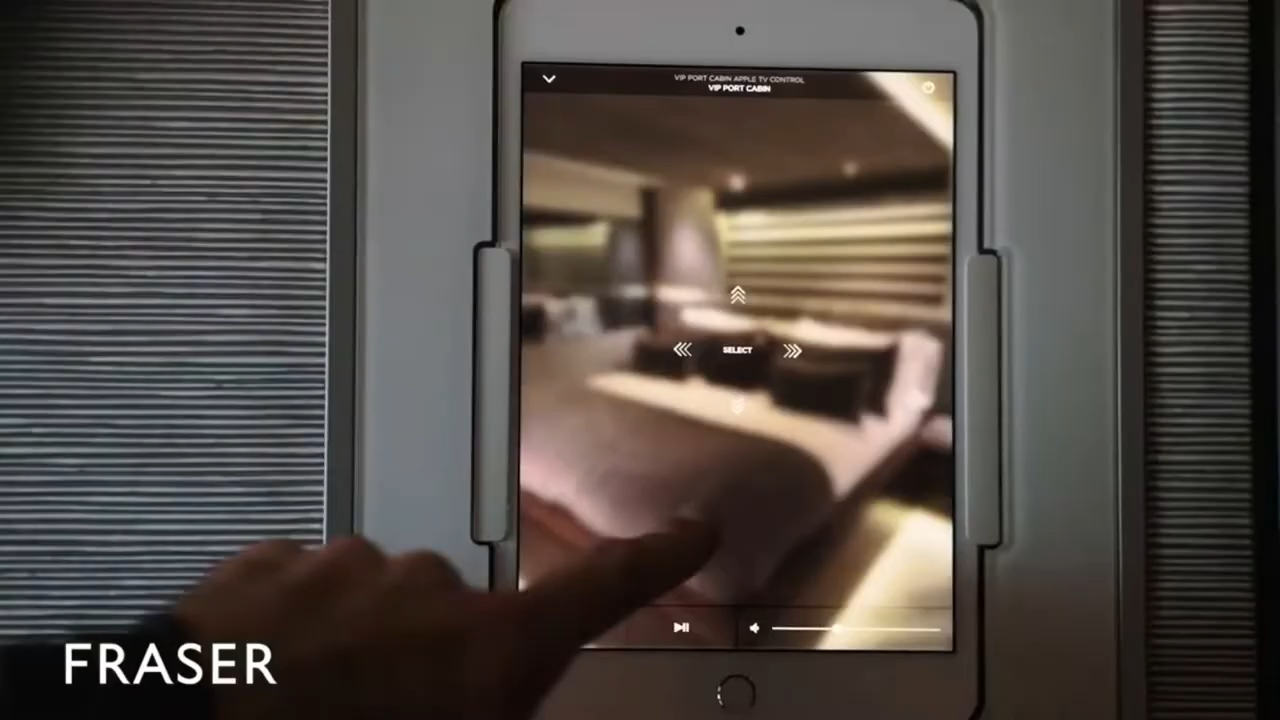 VIP PORT CABIN APPLE TV CONTROL
VIP PORT CABIN
SELECT
FRASER